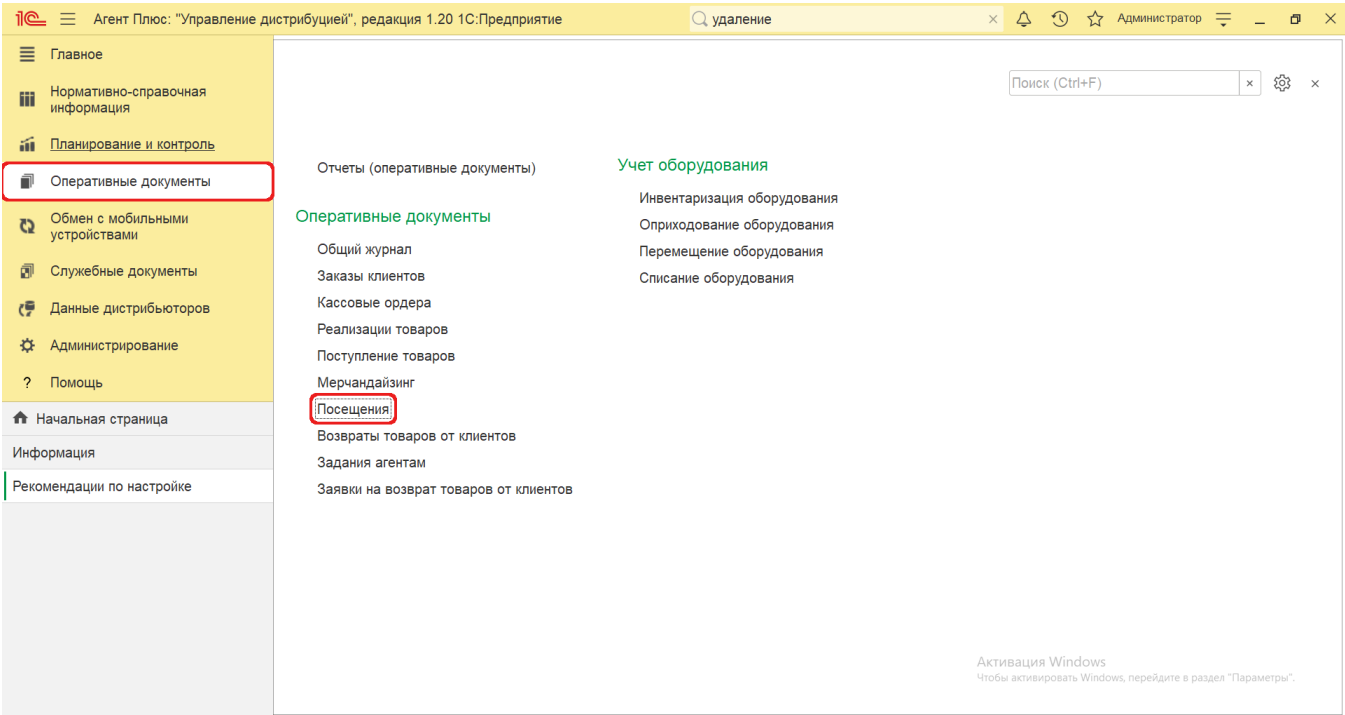 1С Агент Плюс: "Управление дистрибуцией", редакция 1.20 1С:Предприятие
удаление
Администратор
Главное
Нормативно-справочная
информация
Планирование и контроль
Оперативные документы
Обмен с мобильными
устройствами
Служебные документы
Данные дистрибьюторов
Администрирование
? Помощь
Начальная страница
Информация
Рекомендации по настройке
Поиск (Ctrl+F)
Отчеты (оперативные документы)
Оперативные документы
Общий журнал
Заказы клиентов
Кассовые ордера
Реализации товаров
Поступление товаров
Мерчандайзинг
Посещения
Возвраты товаров от клиентов
Задания агентам
Заявки на возврат товаров от клиентов
Учет оборудования
Инвентаризация оборудования
Оприходование оборудования
Перемещение оборудования
Списание оборудования
Активация Windows
Чтобы активировать Windows, перейдите в раздел "Параметры".